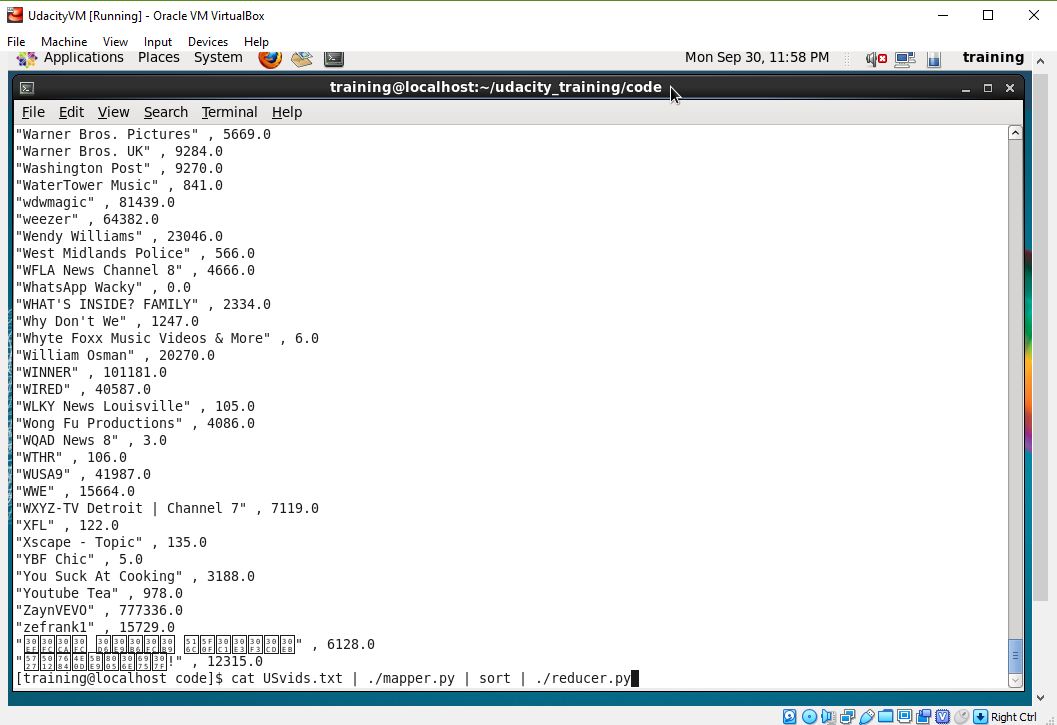 UdacityVM [Running] - Oracle VM VirtualBox
File Machine View Input Devices Help
Applications Places System
Mon Sep 30, 11:58 PM
training
training@localhost:~/udacity_training/code
File Edit View Search Terminal Help
"Warner Bros. Pictures" , 5669.0
"Warner Bros. UK" , 9284.0
"Washington Post" , 9270.0
"WaterTower Music" , 841.0
"wdwmagic" , 81439.0
"weezer" , 64382.0
"Wendy Williams" , 23046.0
"West Midlands Police" , 566.0
"WFLA News Channel 8" , 4666.0
"WhatsApp Wacky" , 0.0
"WHAT'S INSIDE? FAMILY" , 2334.0
"Why Don't We" , 1247.0
"Whyte Foxx Music Videos & More" , 6.0
"William Osman" , 20270.0
"WINNER" , 101181.0
"WIRED" , 40587.0
"WLKY News Louisville" , 105.0
"Wong Fu Productions" , 4086.0
"WQAD News 8" , 3.0
"WTHR" , 106.0
"WUSA9" , 41987.0
"WWE" , 15664.0
"WXYZ-TV Detroit | Channel 7" , 7119.0
"XFL" , 122.0
"Xscape - Topic" , 135.0
"YBF Chic" , 5.0
"You Suck At Cooking" , 3188.0
"Youtube Tea" , 978.0
"ZaynVEVO" , 777336.0
"zefrank1" , 15729.0
" " , 6128.0
" !" , 12315.0
[training@localhost code]$ cat USvids.txt | ./mapper.py | sort | ./reducer.py
Right Ctrl